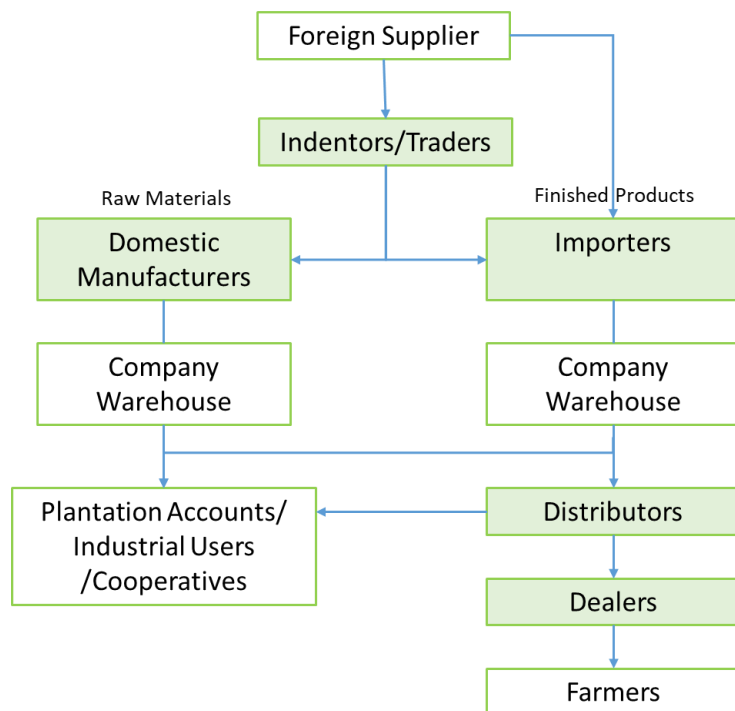 Foreign Supplier
Indentors/Traders
Raw Materials
Finished Products
Domestic
Manufacturers
Importers
Company
Warehouse
Company
Warehouse
Plantation Accounts/
Industrial Users
/Cooperatives
Distributors
Dealers
Farmers